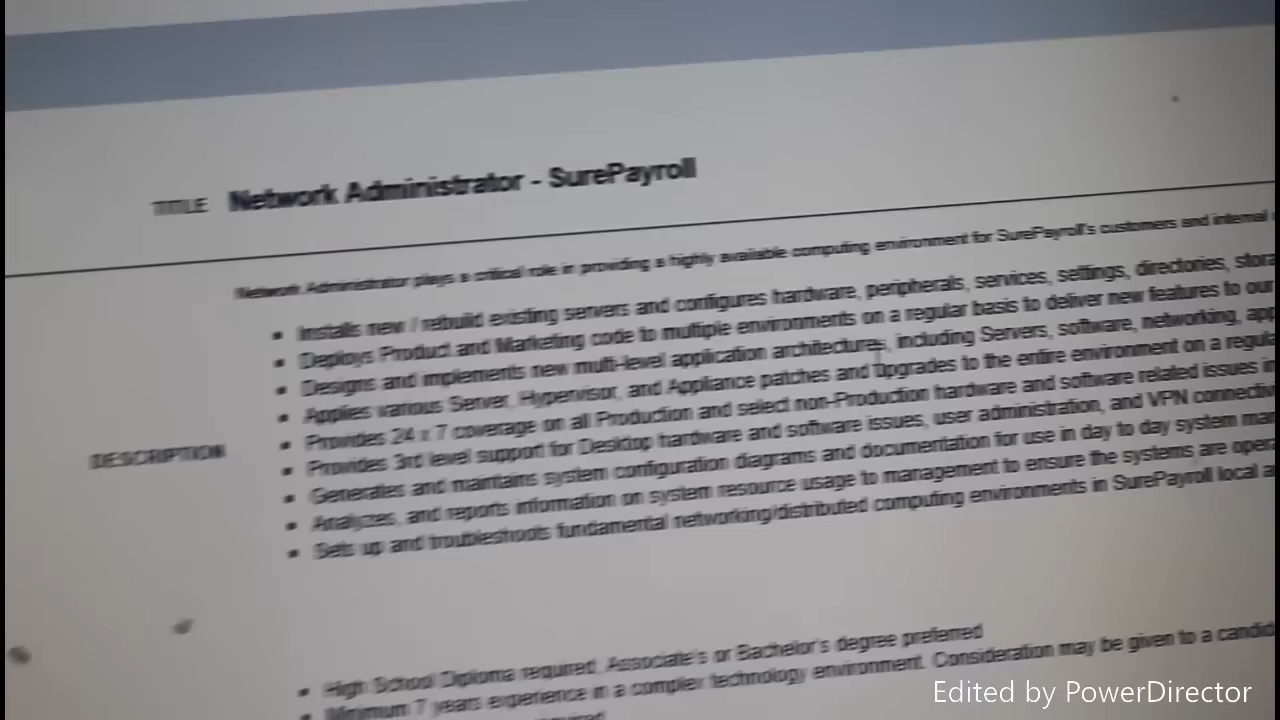 TITLE Network Administrator - SurePayroll
Network Administrator plays a critical role in providing a highly available computing environment for SurePayroll's customers and internal
• Installs new / rebuild existing servers and configures hardware, peripherals, services, settings, directories, stora
• Deploys Product and Marketing code to multiple environments on a regular basis to deliver new features to our
• Designs and implements new multi-level application architectures, including Servers, software, networking, app
• Applies various Server, Hypervisor, and Appliance patches and upgrades to the entire environment on a regula
• Provides 24 x 7 coverage on all Production and select non-Production hardware and software related issues in
• Provides 3rd level support for Desktop hardware and software issues, user administration, and VPN connectiv
DESCRIPTION
• Generates and maintains system configuration diagrams and documentation for use in day to day system ma
• Analyzes, and reports information on system resource usage to management to ensure the systems are opera
• Sets up and troubleshoots fundamental networking/distributed computing environments in SurePayroll local a
• High School Diploma required, Associate's or Bachelor's degree preferred
• Minimum 7 years experience in a complex technology environment. Consideration may be given to a candid
required
Edited by PowerDirector